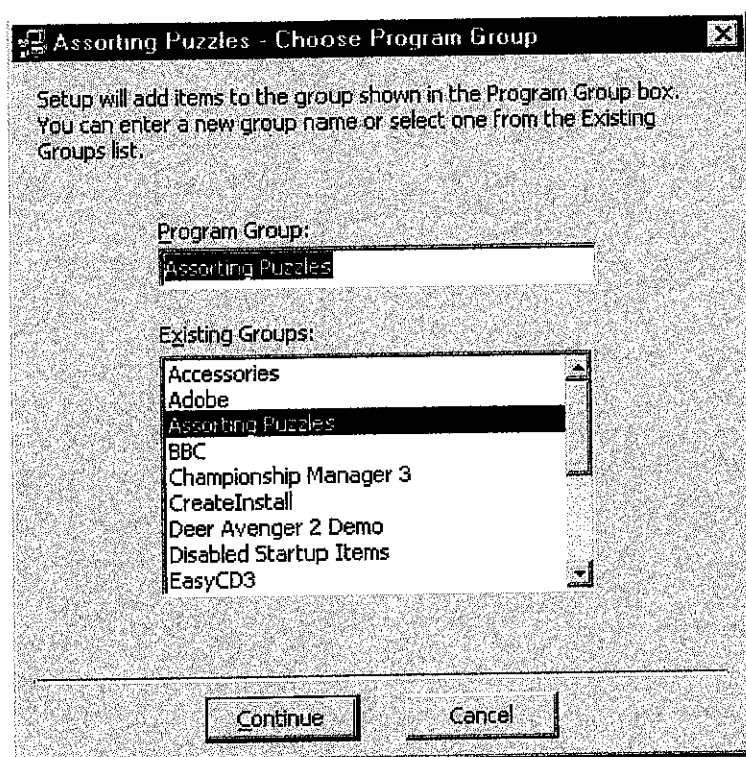 Assorting Puzzles - Choose Program Group
Setup will add items to the group shown in the Program Group box.
You can enter a new group name or select one from the Existing
Groups list.
Program Group:
Assorting Puzzles
Existing Groups:
Accessories
Adobe
Assorting Puzzles
BBC
Championship Manager 3
CreateInstall
Deer Avenger 2 Demo
Disabled Startup Items
EasyCD3
Continue
Cancel